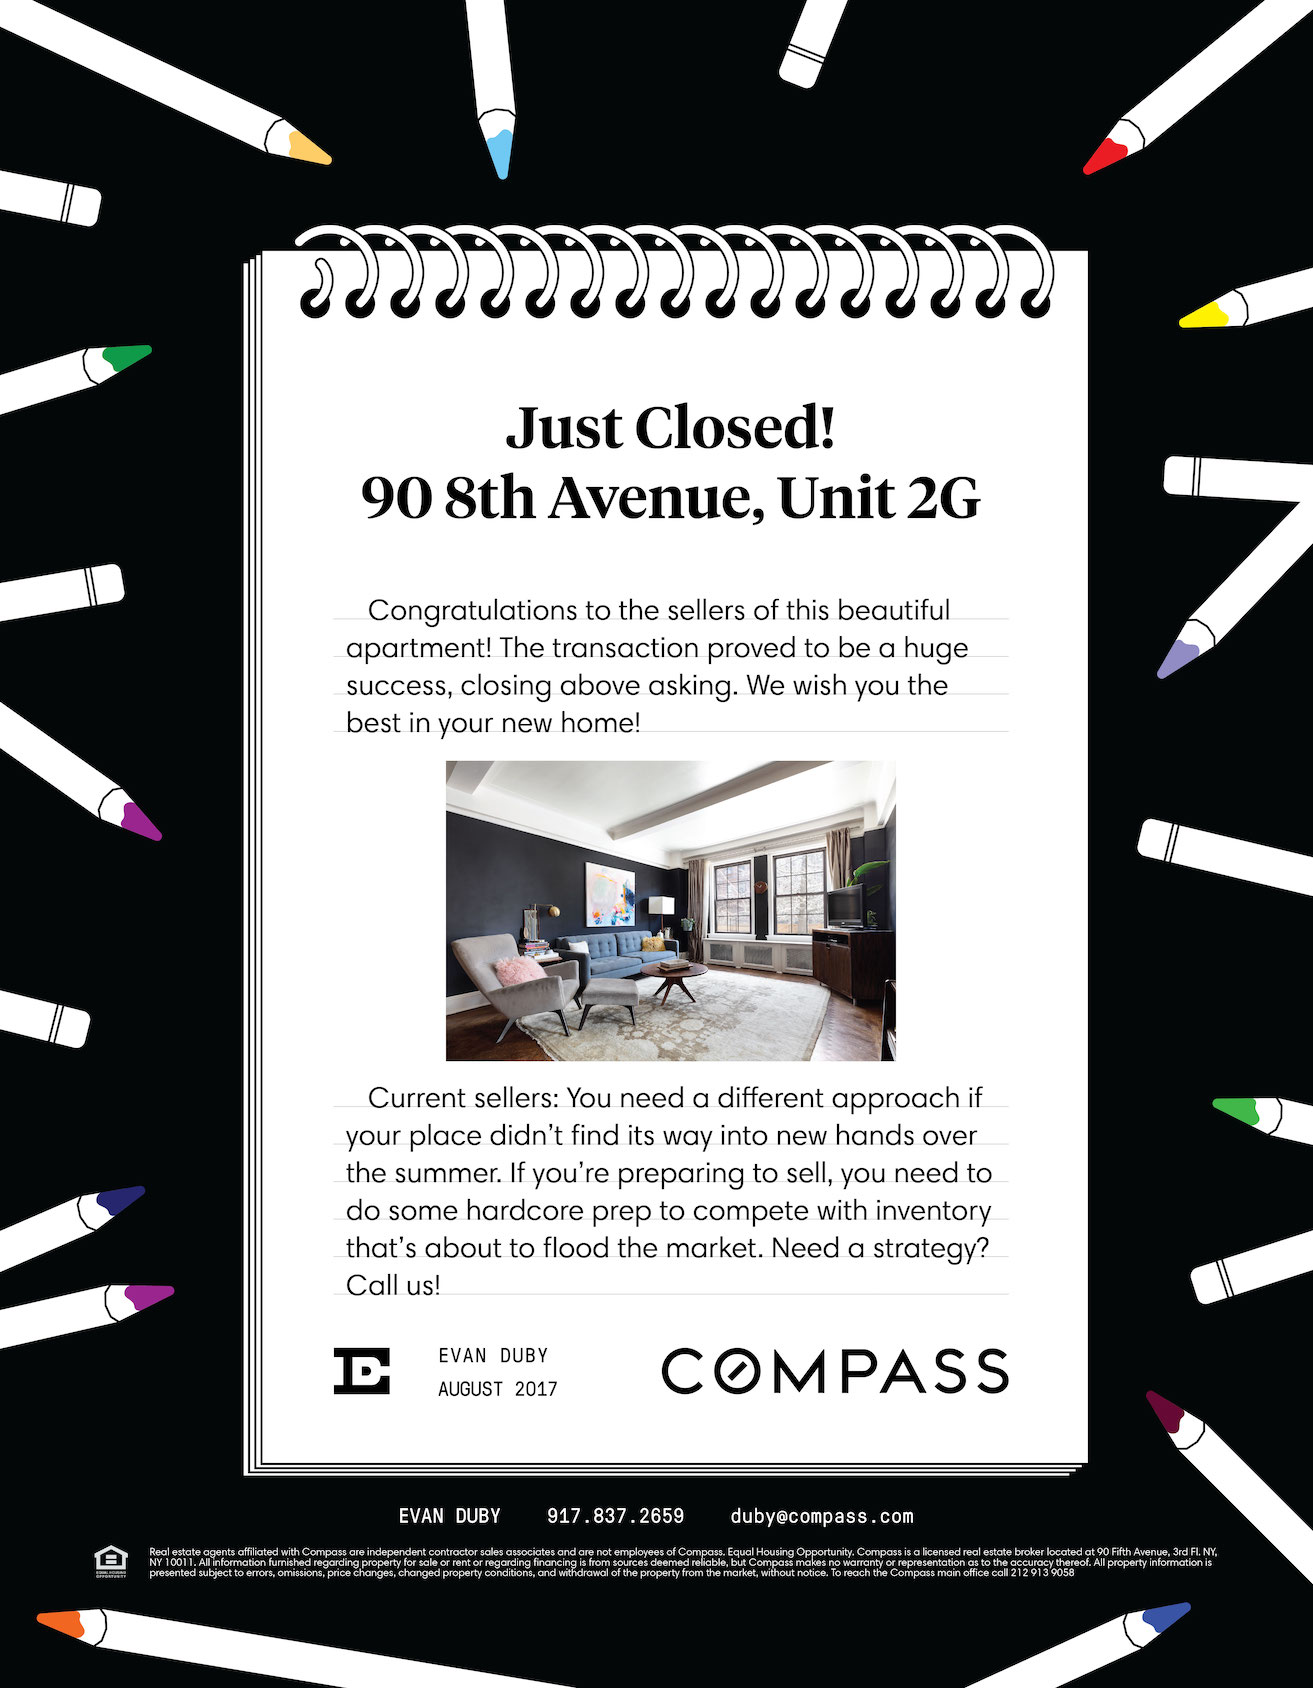 Just Closed!
90 8th Avenue, Unit 2G
Congratulations to the sellers of this beautiful
apartment! The transaction proved to be a huge
success, closing above asking. We wish you the
best in your new home!
Current sellers: You need a different approach if
your place didn't find its way into new hands over
the summer. If you're preparing to sell, you need to
do some hardcore prep to compete with inventory
that's about to flood the market. Need a strategy?
Call us!
EVAN DUBY
AUGUST 2017
COMPASS
EVAN DUBY 917.837.2659 duby@compass.com
Real estate agents affiliated with Compass are independent contractor sales associates and are not employees of Compass. Equal Housing Opportunity. Compass is a licensed real estate broker located at 90 Fifth Avenue, 3rd Fl. NY,
NY 10011. All information furnished regarding property for sale or rent or regarding financing is from sources deemed reliable, but Compass makes no warranty or representation as to the accuracy thereof. All property information is
presented subject to errors, omissions, price changes, changed property conditions, and withdrawal of the property from the market, without notice. To reach the Compass main office call 212 913 9058
EQUAL HOUSING
OPPORTUNITY